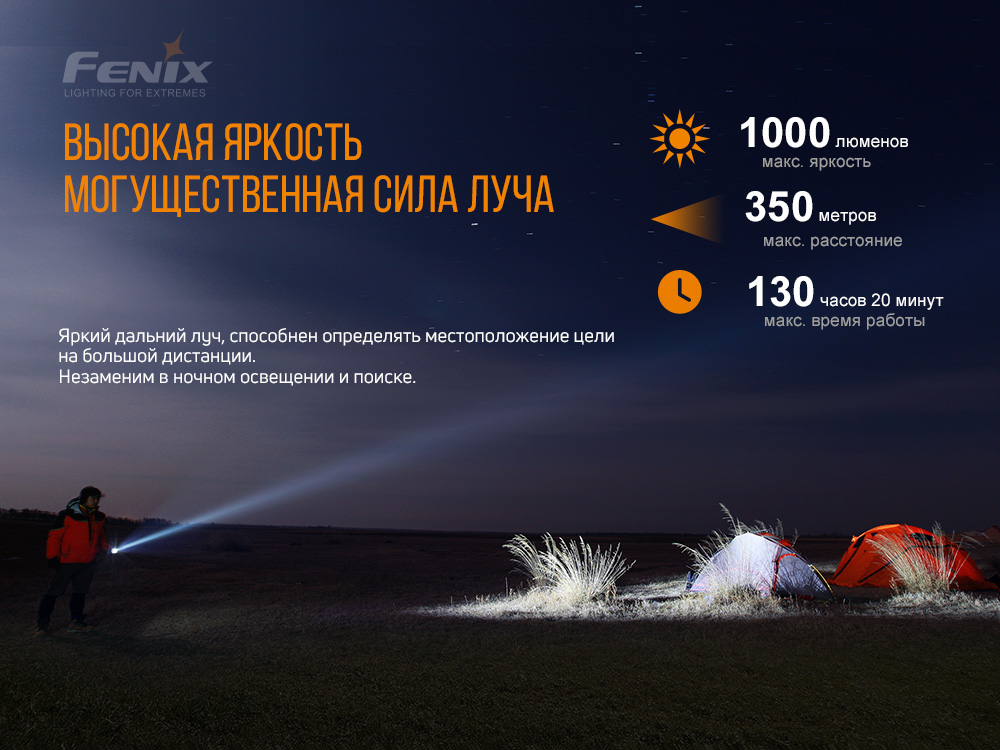 FENIX
LIGHTING FOR EXTREMES
ВЫСОКАЯ ЯРКОСТЬ
МОГУЩЕСТВЕННАЯ СИЛА ЛУЧА
1000 люменов
макс. яркость
350 метров
макс. расстояние
130 часов 20 минут
макс. время работы
Яркий дальний луч, способнен определять местоположение цели
на большой дистанции.
Незаменим в ночном освещении и поиске.